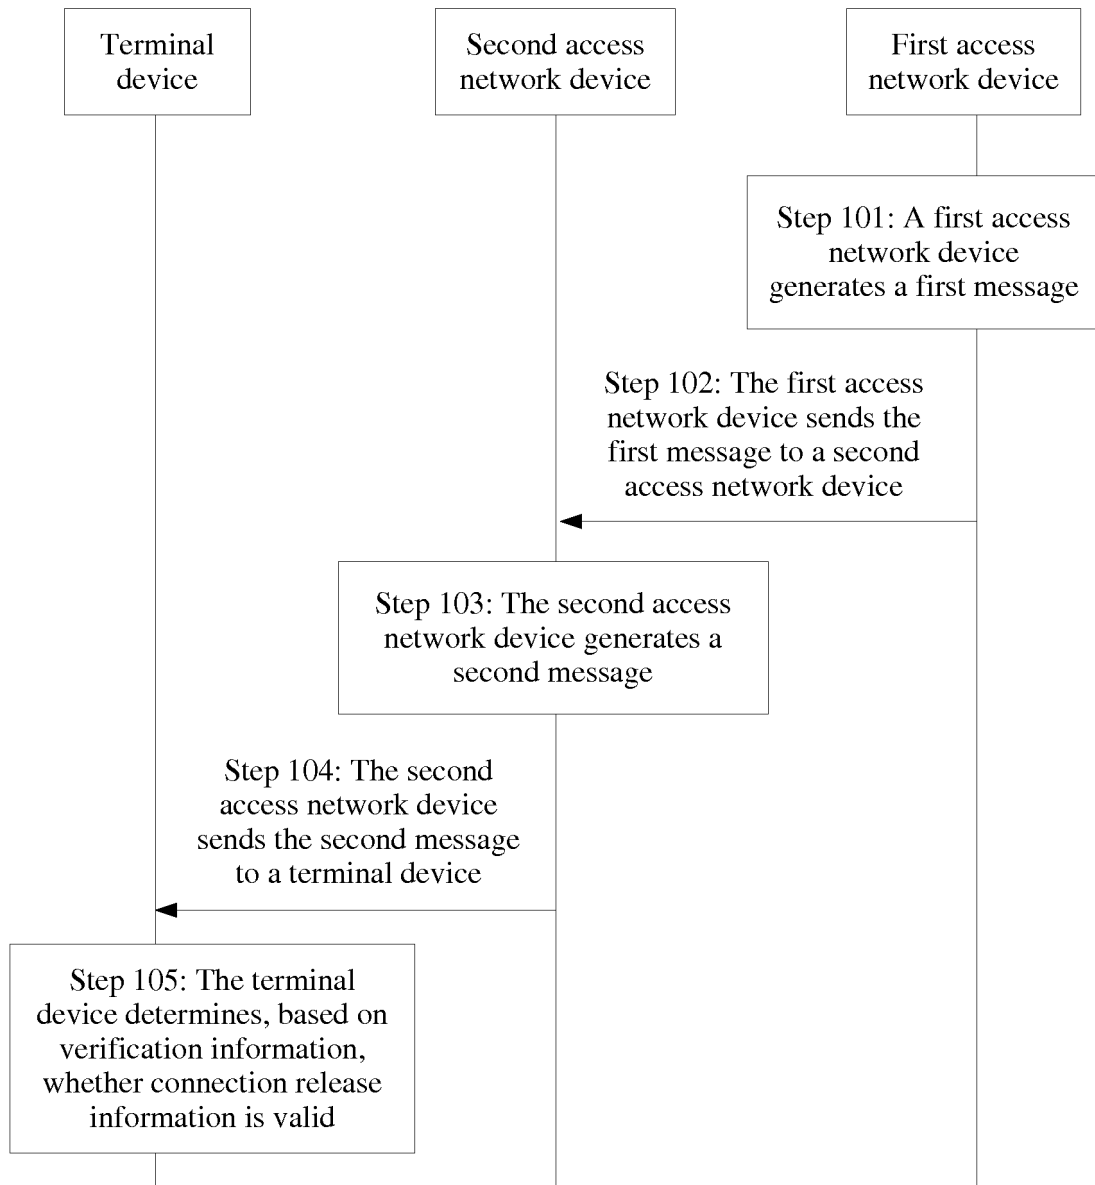 Terminal
device
Second access
network device
First access
network device
Step 101: A first access
network device
generates a first message
Step 102: The first access
network device sends the
first message to a second
access network device
Step 103: The second access
network device generates a
second message
Step 104: The second
access network device
sends the second message
to a terminal device
Step 105: The terminal
device determines, based on
verification information,
whether connection release
information is valid